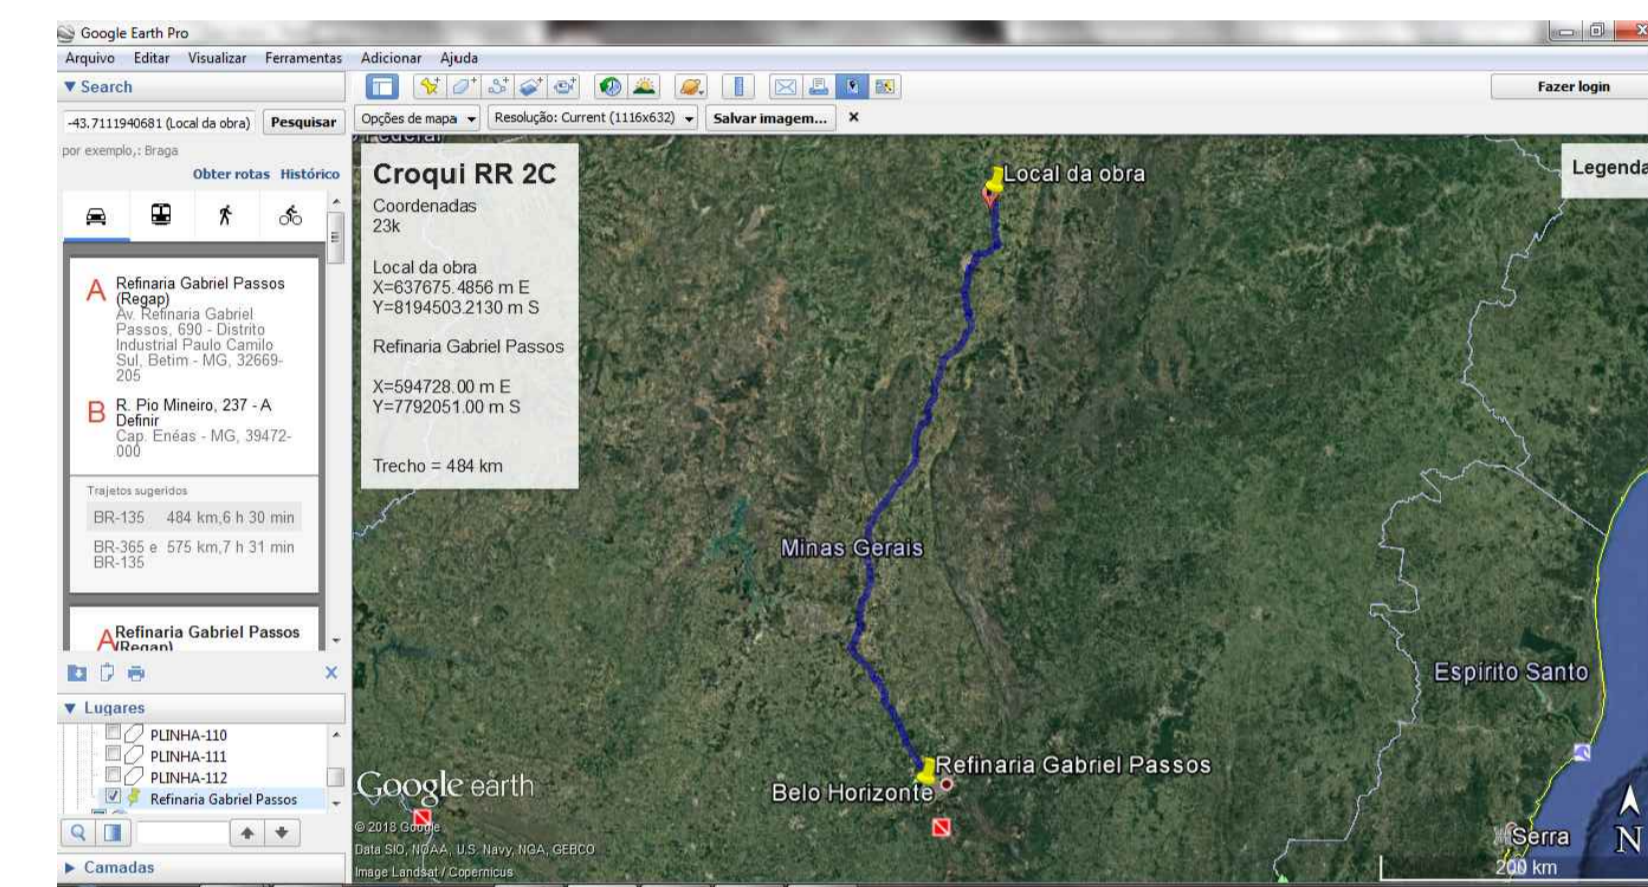 Google Earth Pro
Arquivo Editar Visualizar Ferramentas Adicionar Ajuda
Search
-43.7111940681 (Local da obra) Pesquisar
por exemplo,: Braga
Obter rotas Histórico
A Refinaria Gabriel Passos
(Regap)
Av. Refinaria Gabriel
Passos, 690 - Distrito
Industrial Paulo Camilo
Sul, Betim - MG, 32669-
205
B R. Pio Mineiro, 237 - A
Definir
Cap. Enéas - MG, 39472-
000
Trajetos sugeridos
BR-135 484 km,6 h 30 min
BR-365 e 575 km,7 h 31 min
BR-135
A Refinaria Gabriel Passos
(Regap)
Lugares
PLINHA-110
PLINHA-111
PLINHA-112
Refinaria Gabriel Passos
Camadas
Fazer login
Opções de mapa Resolução: Current (1116x632) Salvar imagem...
Federal
Croqui RR 2C
Coordenadas
23k
Local da obra
X=637675.4856 m E
Y=8194503.2130 m S
Refinaria Gabriel Passos
X=594728.00 m E
Y=7792051.00 m S
Trecho = 484 km
Legenda
Local da obra
Minas Gerais
Espírito Santo
Refinaria Gabriel Passos
Belo Horizonte
Serra
N
200 km
Google earth
© 2018 Google
Data SIO, NOAA, U.S. Navy, NGA, GEBCO
Image Landsat / Copernicus